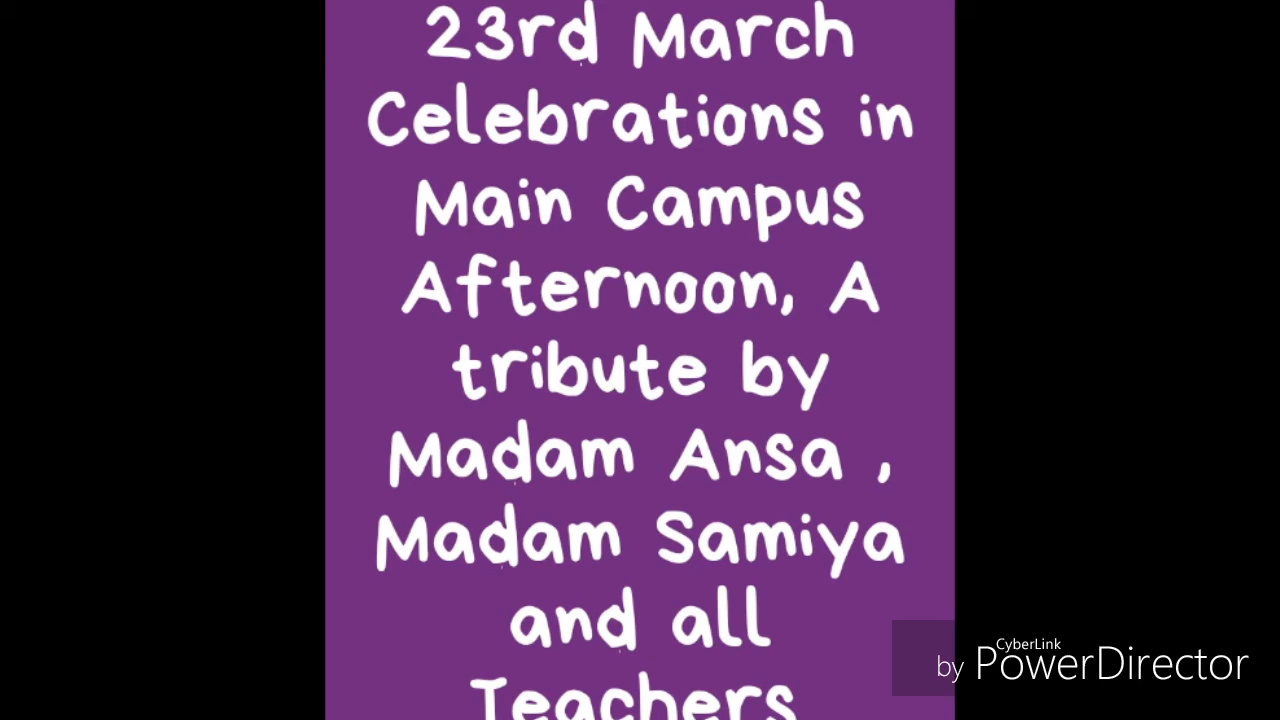 23rd March
Celebrations in
Main Campus
Afternoon, A
tribute by
Madam Ansa ,
Madam Samiya
and all
Teachers
CyberLink
by PowerDirector